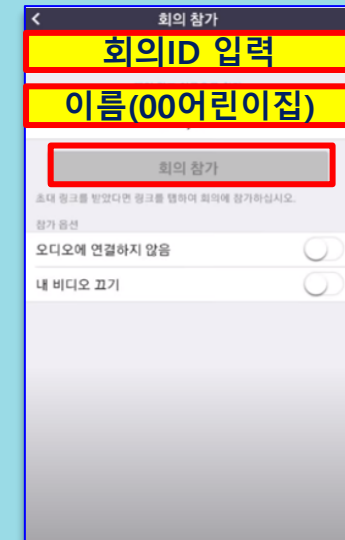 회의 참가
회의ID 입력
이름(00어린이집)
회의 참가
초대 링크를 받았다면 링크를 탭하여 회의에 참가하십시오.
참가 옵션
오디오에 연결하지 않음
내 비디오 끄기